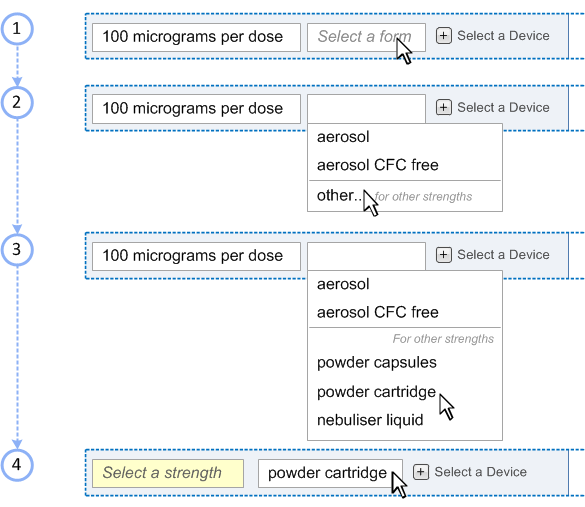 1
100 micrograms per dose Select a form + Select a Device
2
100 micrograms per dose + Select a Device
aerosol
aerosol CFC free
other... for other strengths
3
100 micrograms per dose + Select a Device
aerosol
aerosol CFC free
For other strengths
powder capsules
powder cartridge
nebuliser liquid
4
Select a strength powder cartridge + Select a Device